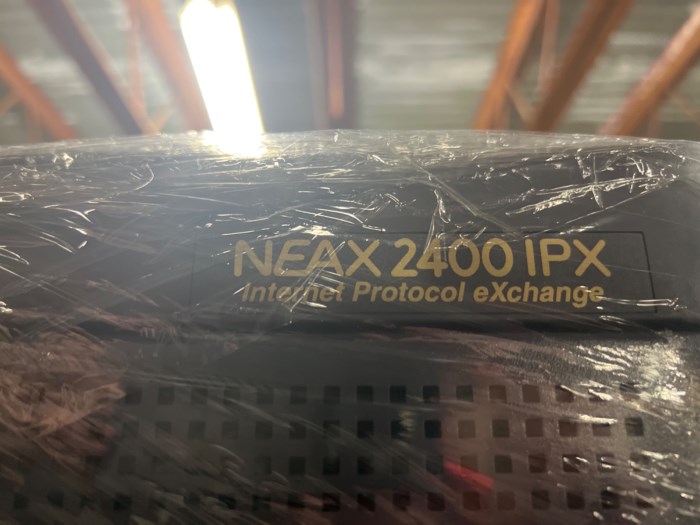 NEAX 2400 IPX
Internet Protocol eXchange